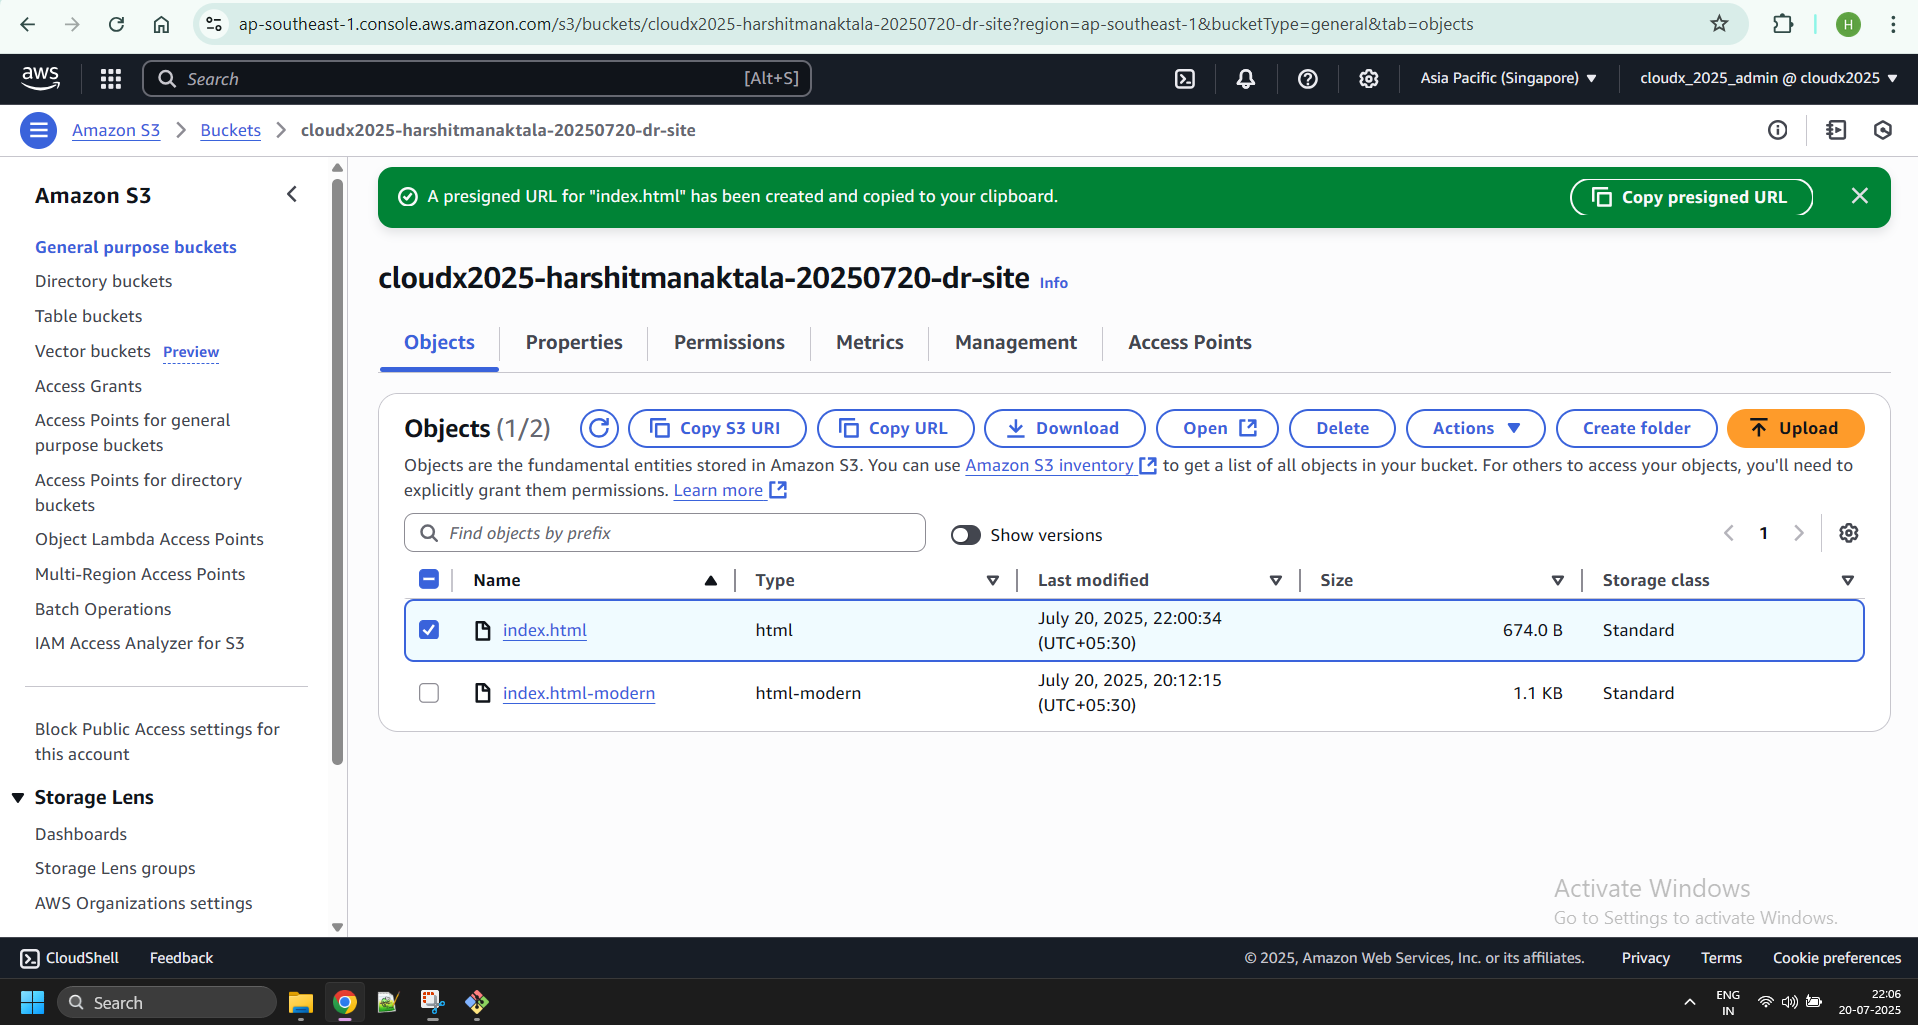 ap-southeast-1.console.aws.amazon.com/s3/buckets/cloudx2025-harshitmanaktala-20250720-dr-site?region=ap-southeast-1&bucketType=general&tab=objects
H
aws
Search
[Alt+S]
Asia Pacific (Singapore)
cloudx_2025_admin @ cloudx2025
Amazon S3
Buckets
cloudx2025-harshitmanaktala-20250720-dr-site
Amazon S3
General purpose buckets
Directory buckets
Table buckets
Vector buckets Preview
Access Grants
Access Points for general
purpose buckets
Access Points for directory
buckets
Object Lambda Access Points
Multi-Region Access Points
Batch Operations
IAM Access Analyzer for S3
Block Public Access settings for
this account
Storage Lens
Dashboards
Storage Lens groups
AWS Organizations settings
A presigned URL for "index.html" has been created and copied to your clipboard.
Copy presigned URL
cloudx2025-harshitmanaktala-20250720-dr-site Info
Objects
Properties
Permissions
Metrics
Management
Access Points
Objects (1/2)
Copy S3 URI
Copy URL
Download
Open
Delete
Actions
Create folder
Upload
Objects are the fundamental entities stored in Amazon S3. You can use Amazon S3 inventory to get a list of all objects in your bucket. For others to access your objects, you'll need to
explicitly grant them permissions. Learn more
Find objects by prefix
Show versions
1
Name
Type
Last modified
Size
Storage class
index.html
html
July 20, 2025, 22:00:34
(UTC+05:30)
674.0 B
Standard
index.html-modern
html-modern
July 20, 2025, 20:12:15
(UTC+05:30)
1.1 KB
Standard
Activate Windows
Go to Settings to activate Windows.
CloudShell
Feedback
© 2025, Amazon Web Services, Inc. or its affiliates.
Privacy
Terms
Cookie preferences
Search
ENG
IN
22:06
20-07-2025